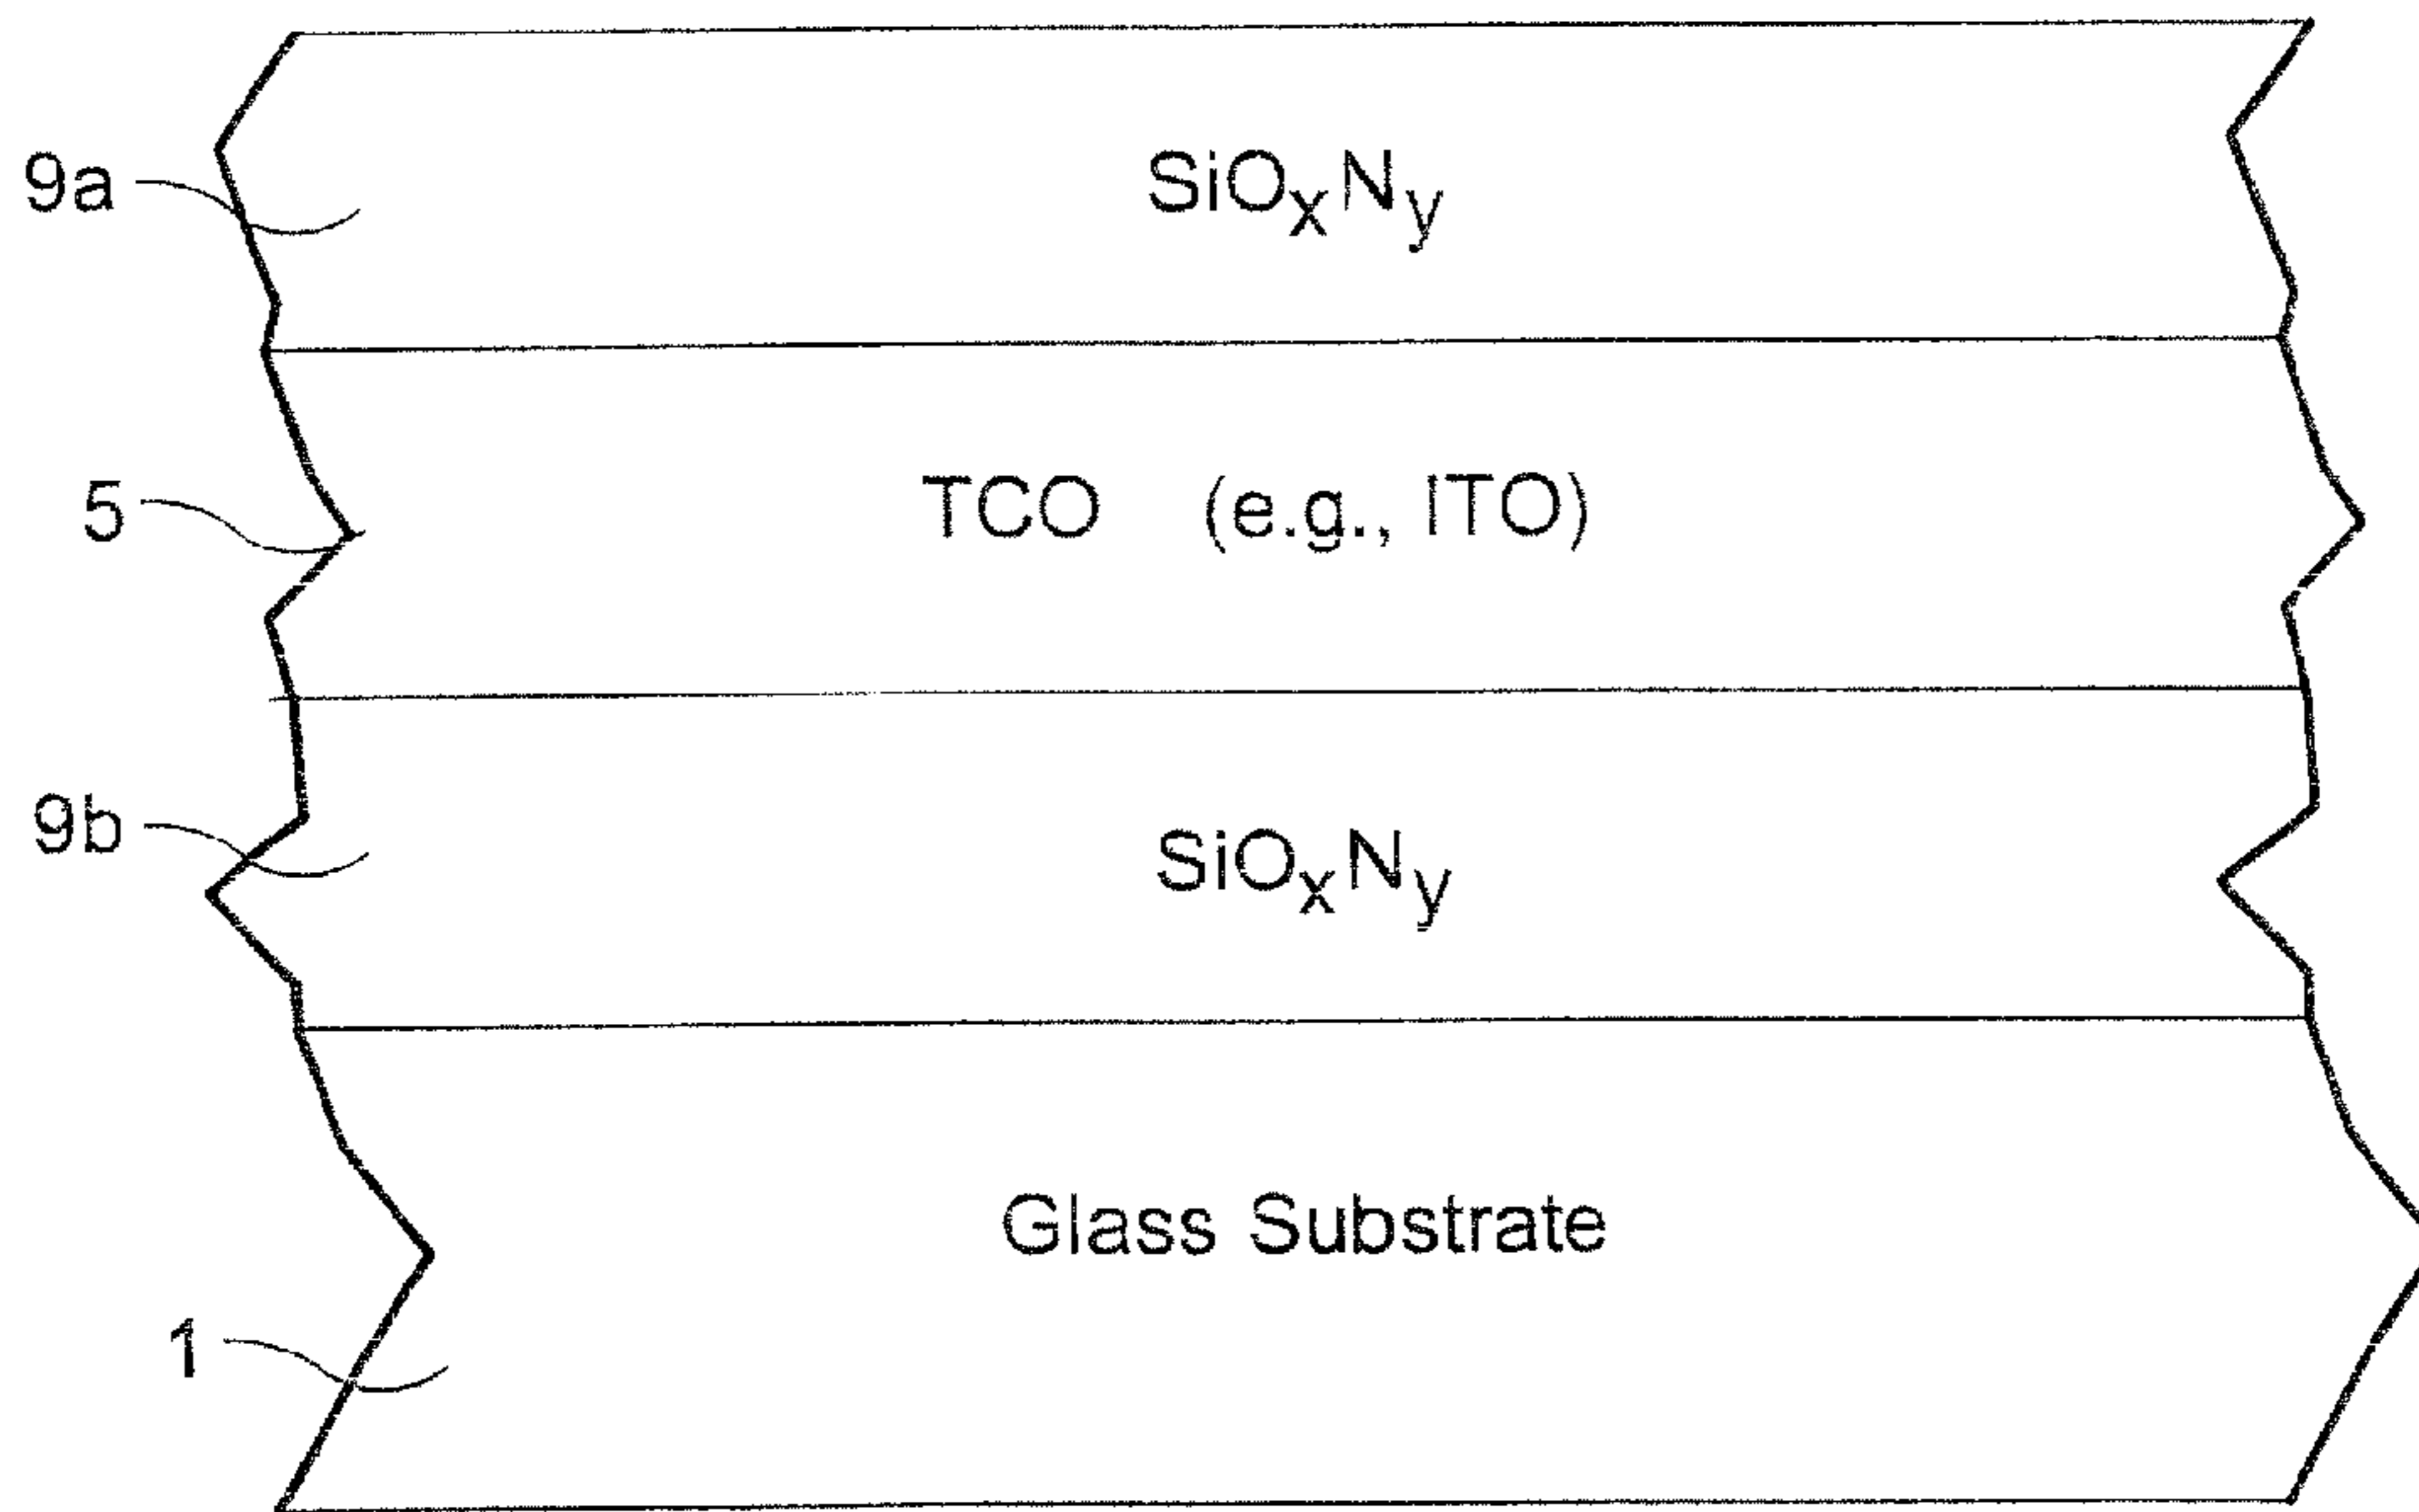 9a SiOxNy
5 TCO (e.g., ITO)
9b SiOxNy
Glass Substrate
1